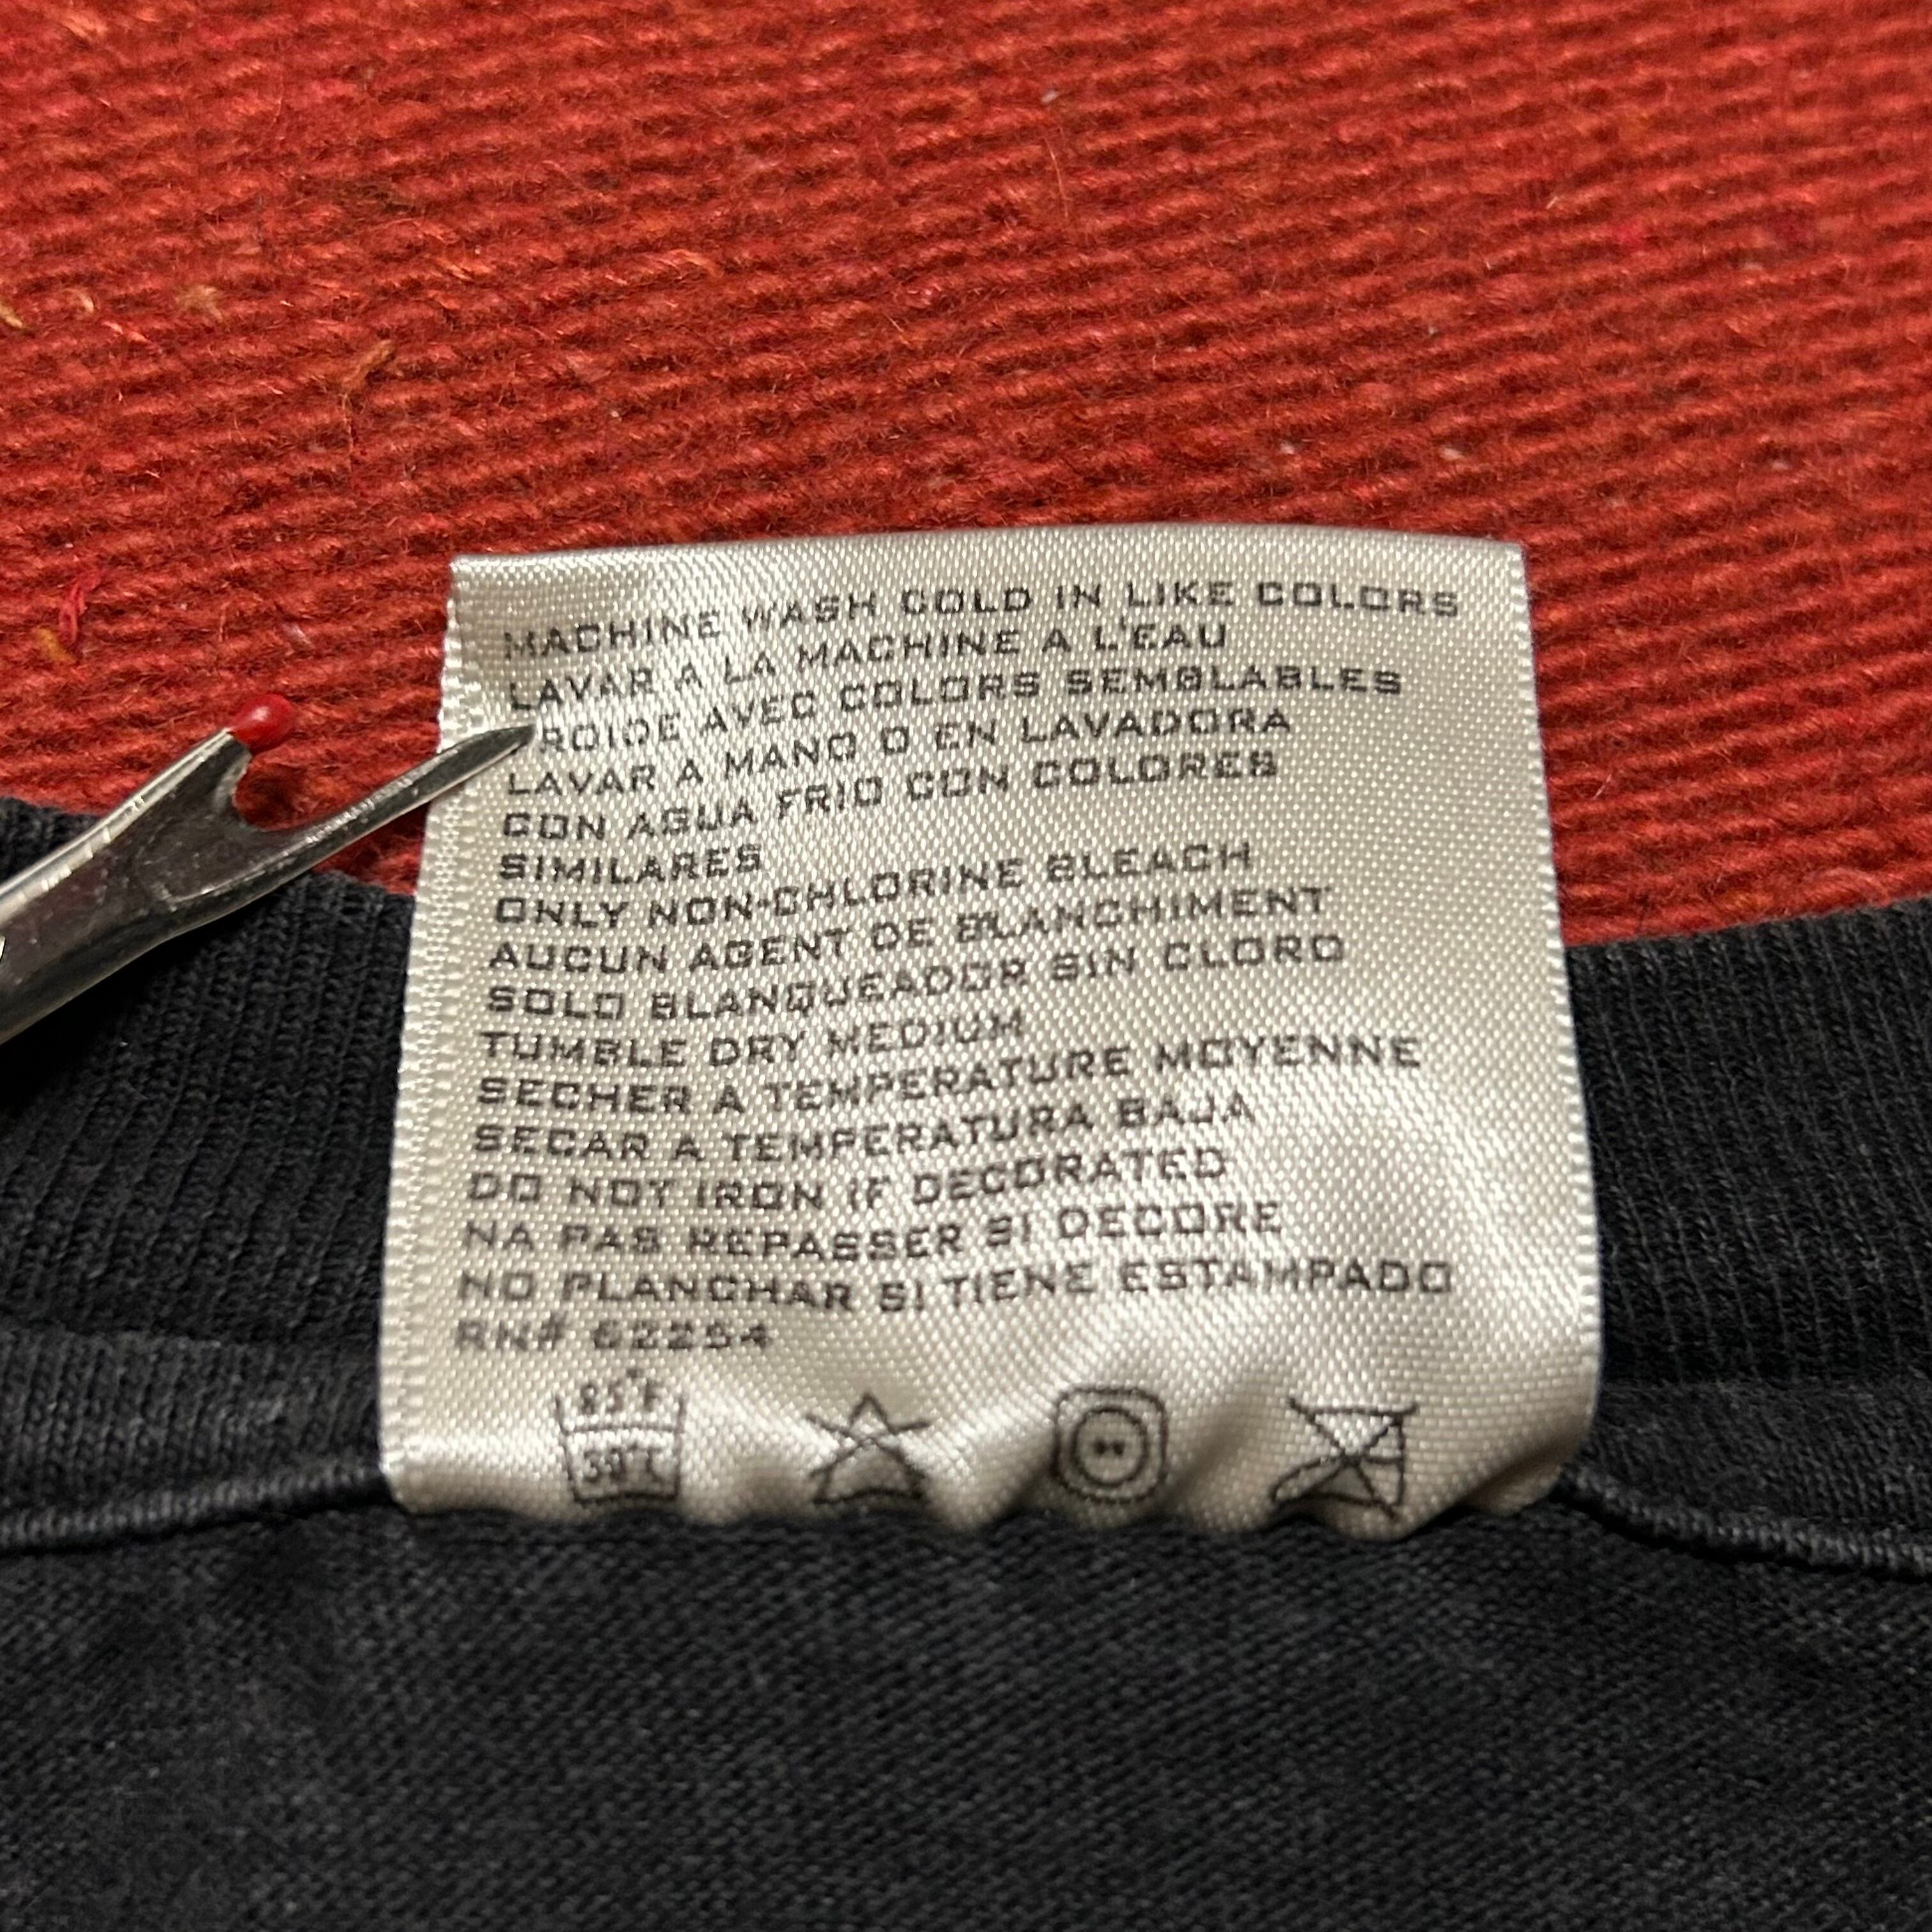 MACHINE WASH COLD IN LIKE COLORS
LAVAR A LA MACHINE A L'EAU
ROIDE AVEC COLORS SEMBLABLES
LAVAR A MANO O EN LAVADORA
CON AGUA FRIO CON COLORES
SIMILARES
ONLY NON-CHLORINE BLEACH
AUCUN AGENT DE BLANCHIMENT
SOLO BLANQUEADOR SIN CLORO
TUMBLE DRY MEDIUM
SECHER A TEMPERATURE MOYENNE
SECAR A TEMPERATURA BAJA
DO NOT IRON IF DECORATED
NA PAS REPASSER SI DECORE
NO PLANCHAR SI TIENE ESTAMPADO
RN#